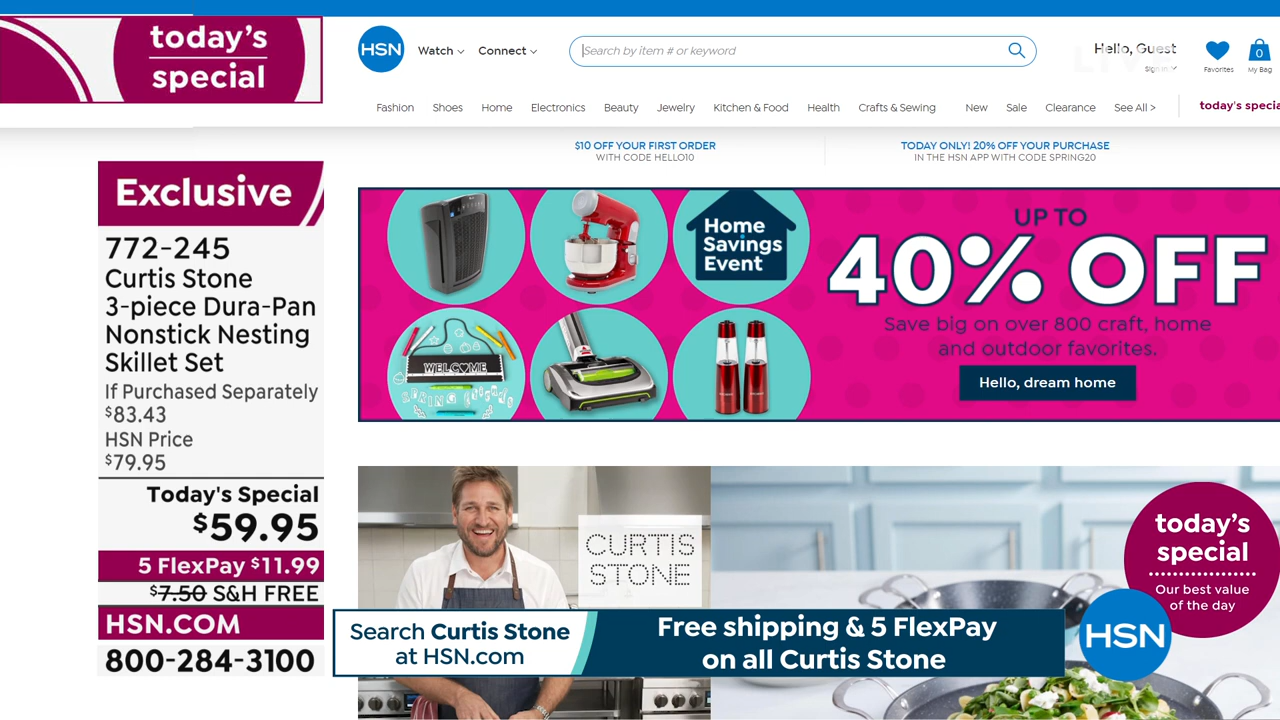 today's
special
Exclusive
772-245
Curtis Stone
3-piece Dura-Pan
Nonstick Nesting
Skillet Set
If Purchased Separately
$83.43
HSN Price
$79.95
Today's Special
$59.95
5 FlexPay $11.99
$7.50 S&H FREE
HSN.COM
800-284-3100
HSN
Watch
Connect
Search by item # or keyword
Hello, Guest
Sign In
Favorites
0
My Bag
LIVE
Fashion Shoes Home Electronics Beauty Jewelry Kitchen & Food Health Crafts & Sewing New Sale Clearance See All > today's specia
$10 OFF YOUR FIRST ORDER
WITH CODE HELLO10
TODAY ONLY! 20% OFF YOUR PURCHASE
IN THE HSN APP WITH CODE SPRING20
Home
Savings
Event
WELCOME
SPRING
UP TO
40% OFF
Save big on over 800 craft, home
and outdoor favorites.
Hello, dream home
CURTIS
STONE
today's
special
Our best value
of the day
Search Curtis Stone
at HSN.com
Free shipping & 5 FlexPay
on all Curtis Stone
HSN